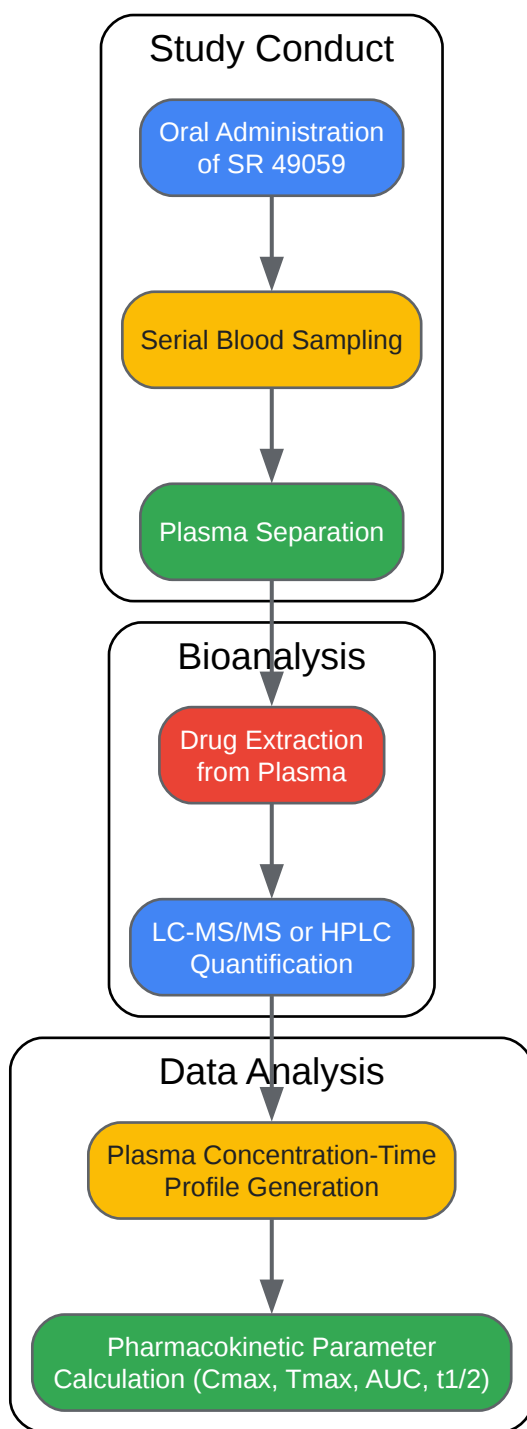 Study Conduct
Oral Administration
of SR 49059
Serial Blood Sampling
Plasma Separation
Bioanalysis
Drug Extraction
from Plasma
LC-MS/MS or HPLC
Quantification
Data Analysis
Plasma Concentration-Time
Profile Generation
Pharmacokinetic Parameter
Calculation (Cmax, Tmax, AUC, t1/2)